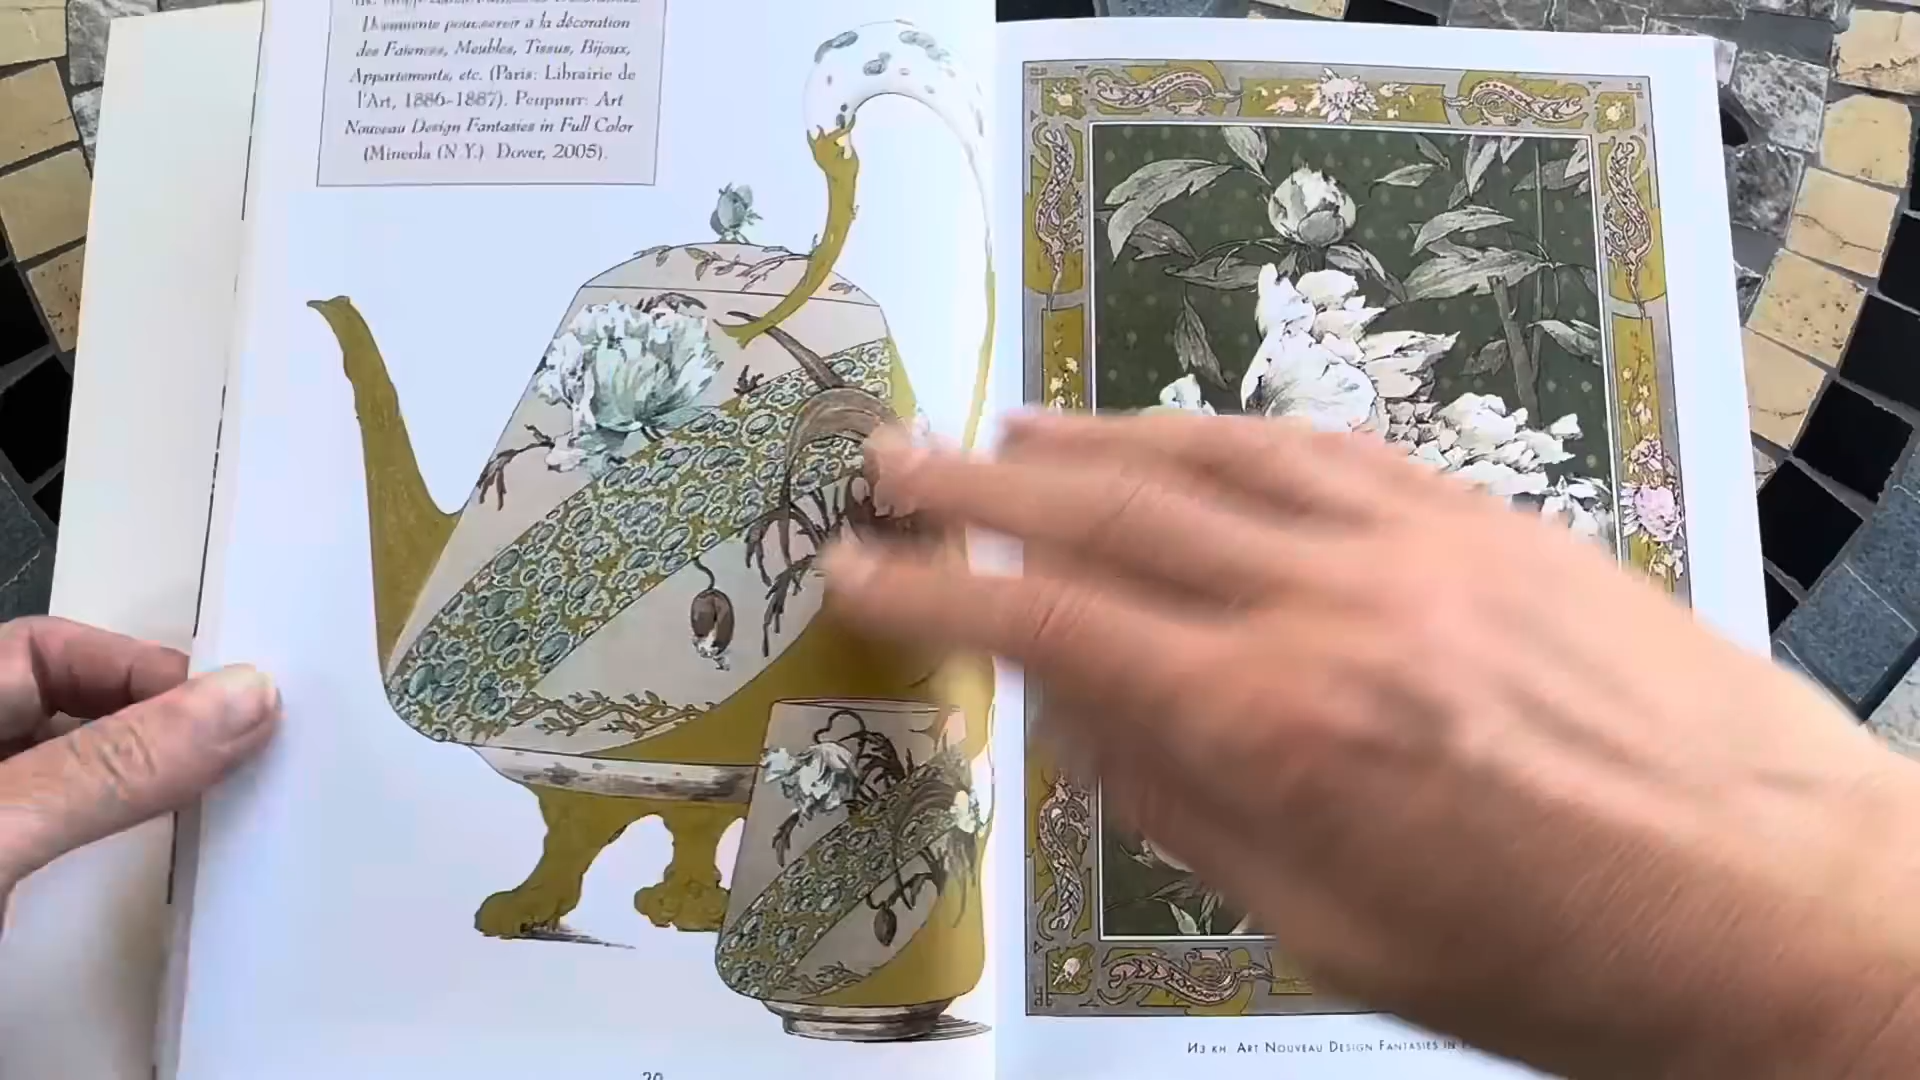 Documents pour servir à la décoration
des Faïences, Meubles, Tissus, Bijoux,
Appartements, etc. (Paris: Librairie de
l'Art, 1886-1887). Репринт: Art
Nouveau Design Fantasies in Full Color
(Mineola (N.Y.) Dover, 2005).
20
Из кн. Art Nouveau Design Fantasies in